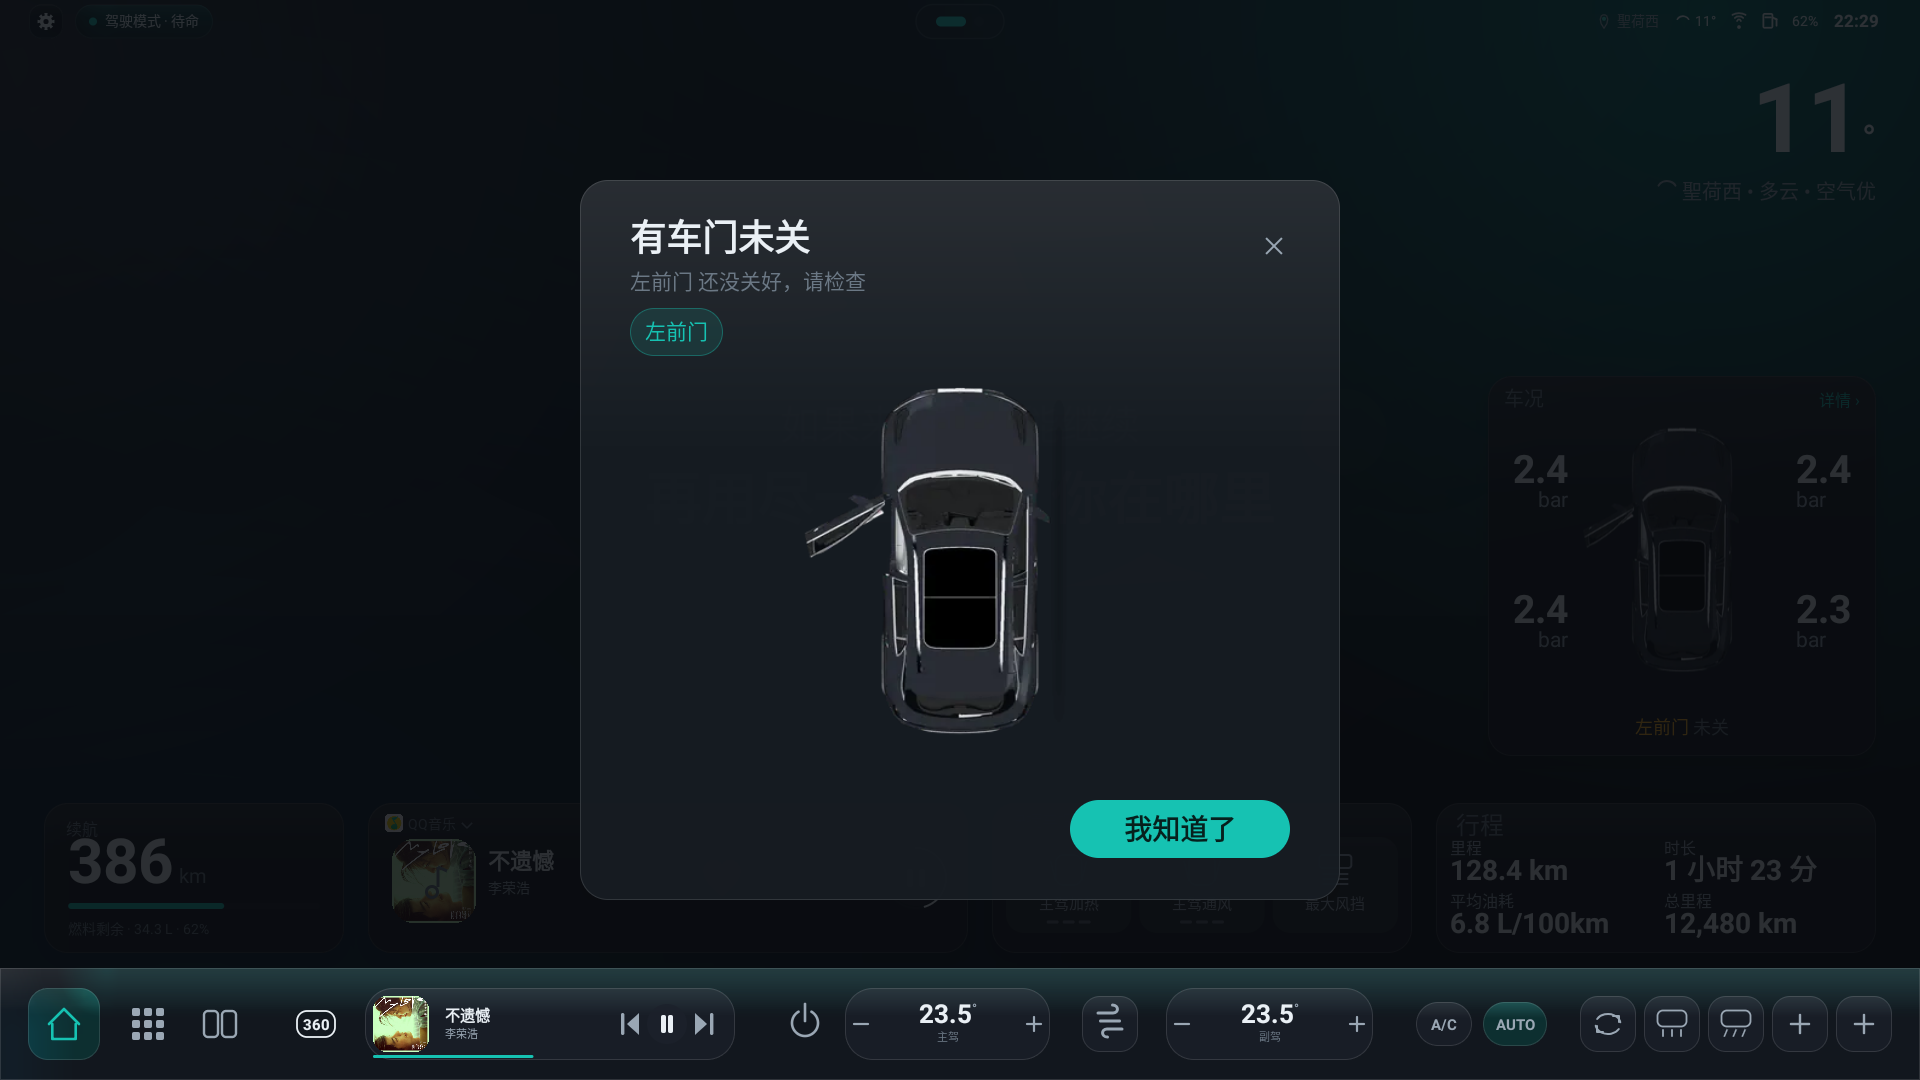 驾驶模式 · 待命
聖荷西 11° 62% 22:29
11°
聖荷西 • 多云 • 空气优
有车门未关
左前门 还没关好，请检查
左前门
我知道了
车况 详情 ›
2.4 bar
2.4 bar
2.4 bar
2.3 bar
左前门 未关
续航
386 km
燃料剩余 · 34.3 L · 62%
QQ音乐
不遗憾
李荣浩
主驾加热
主驾通风
最大风挡
行程
里程
128.4 km
时长
1 小时 23 分
平均油耗
6.8 L/100km
总里程
12,480 km
360
不遗憾
李荣浩
23.5°
主驾
23.5°
副驾
A/C
AUTO